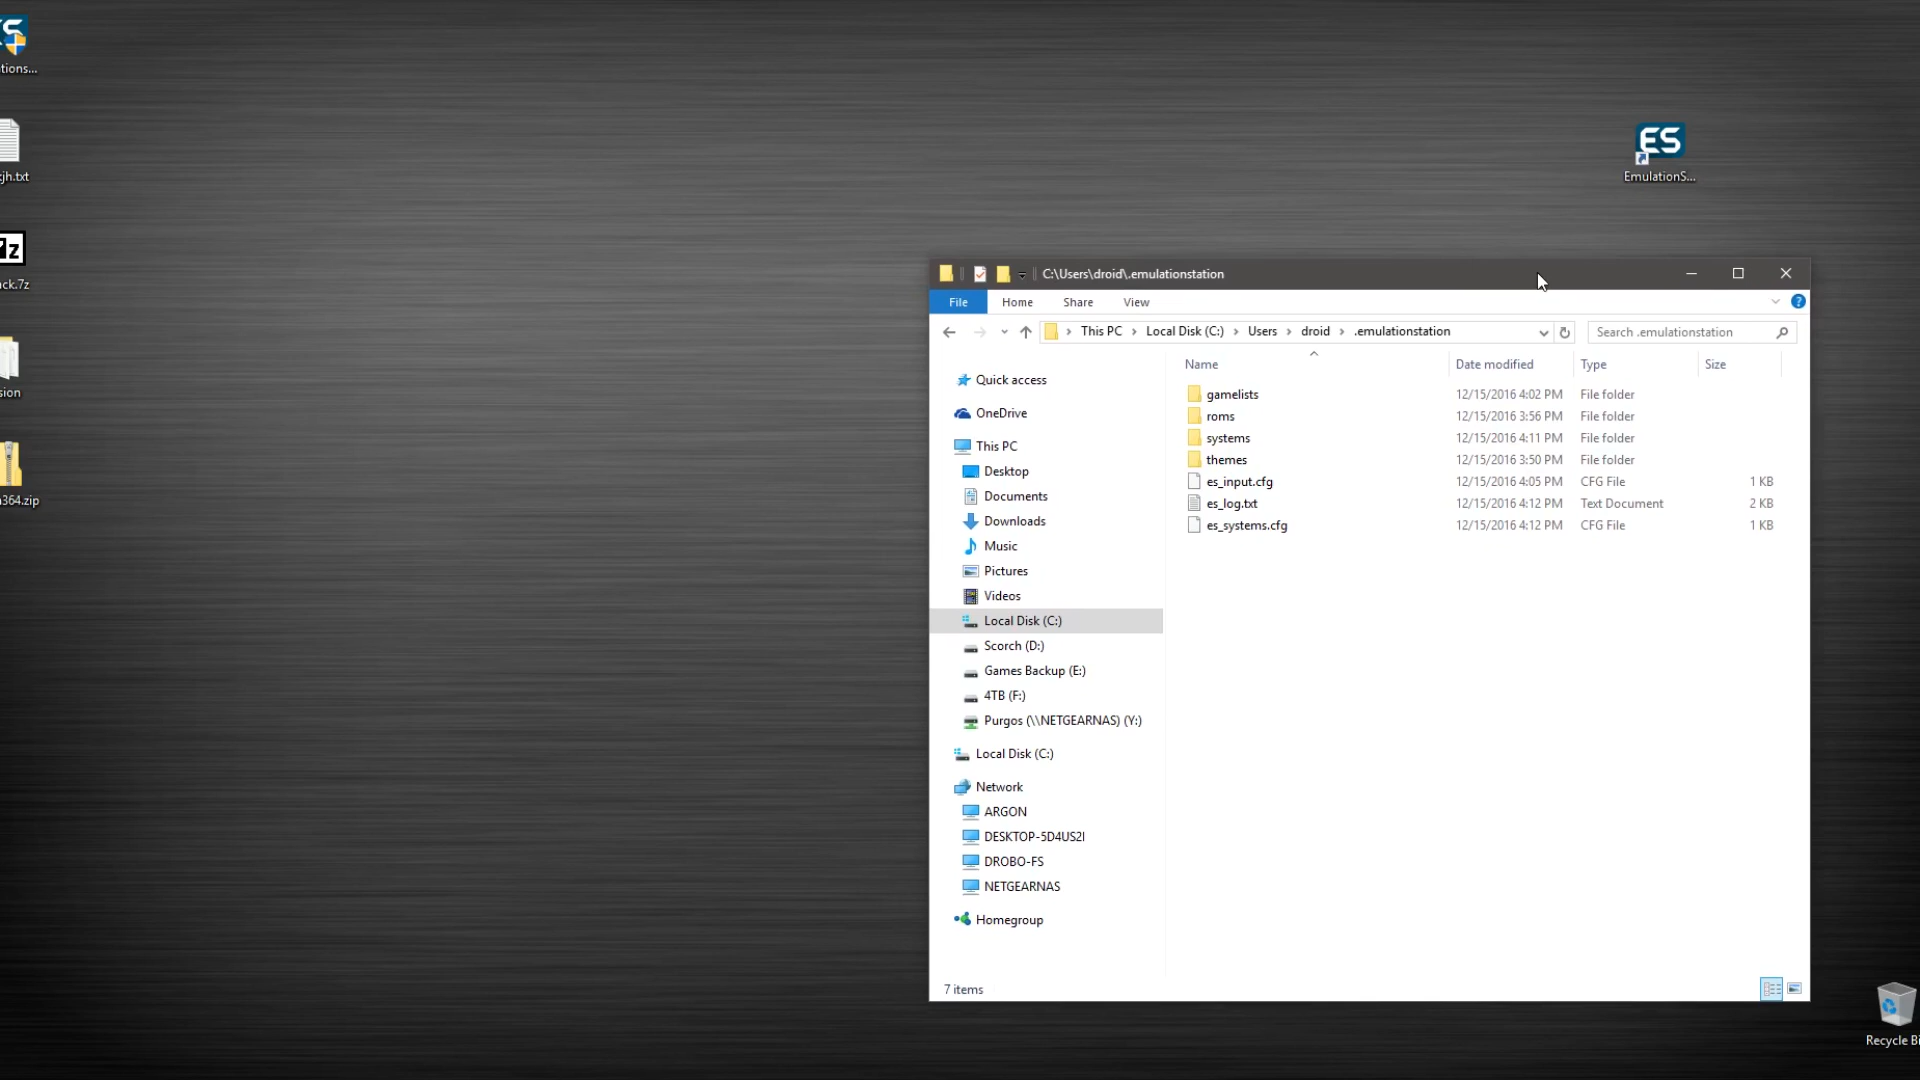 tions...
jh.txt
7z
ck.7z
sion
364.zip
ES
EmulationS...
C:\Users\droid\.emulationstation
File Home Share View
This PC Local Disk (C:) Users droid .emulationstation Search .emulationstation
Name Date modified Type Size
Quick access
OneDrive
This PC
Desktop
Documents
Downloads
Music
Pictures
Videos
Local Disk (C:)
Scorch (D:)
Games Backup (E:)
4TB (F:)
Purgos (\\NETGEARNAS) (Y:)
Local Disk (C:)
Network
ARGON
DESKTOP-5D4US2I
DROBO-FS
NETGEARNAS
Homegroup
gamelists 12/15/2016 4:02 PM File folder
roms 12/15/2016 3:56 PM File folder
systems 12/15/2016 4:11 PM File folder
themes 12/15/2016 3:50 PM File folder
es_input.cfg 12/15/2016 4:05 PM CFG File 1 KB
es_log.txt 12/15/2016 4:12 PM Text Document 2 KB
es_systems.cfg 12/15/2016 4:12 PM CFG File 1 KB
7 items
Recycle Bi